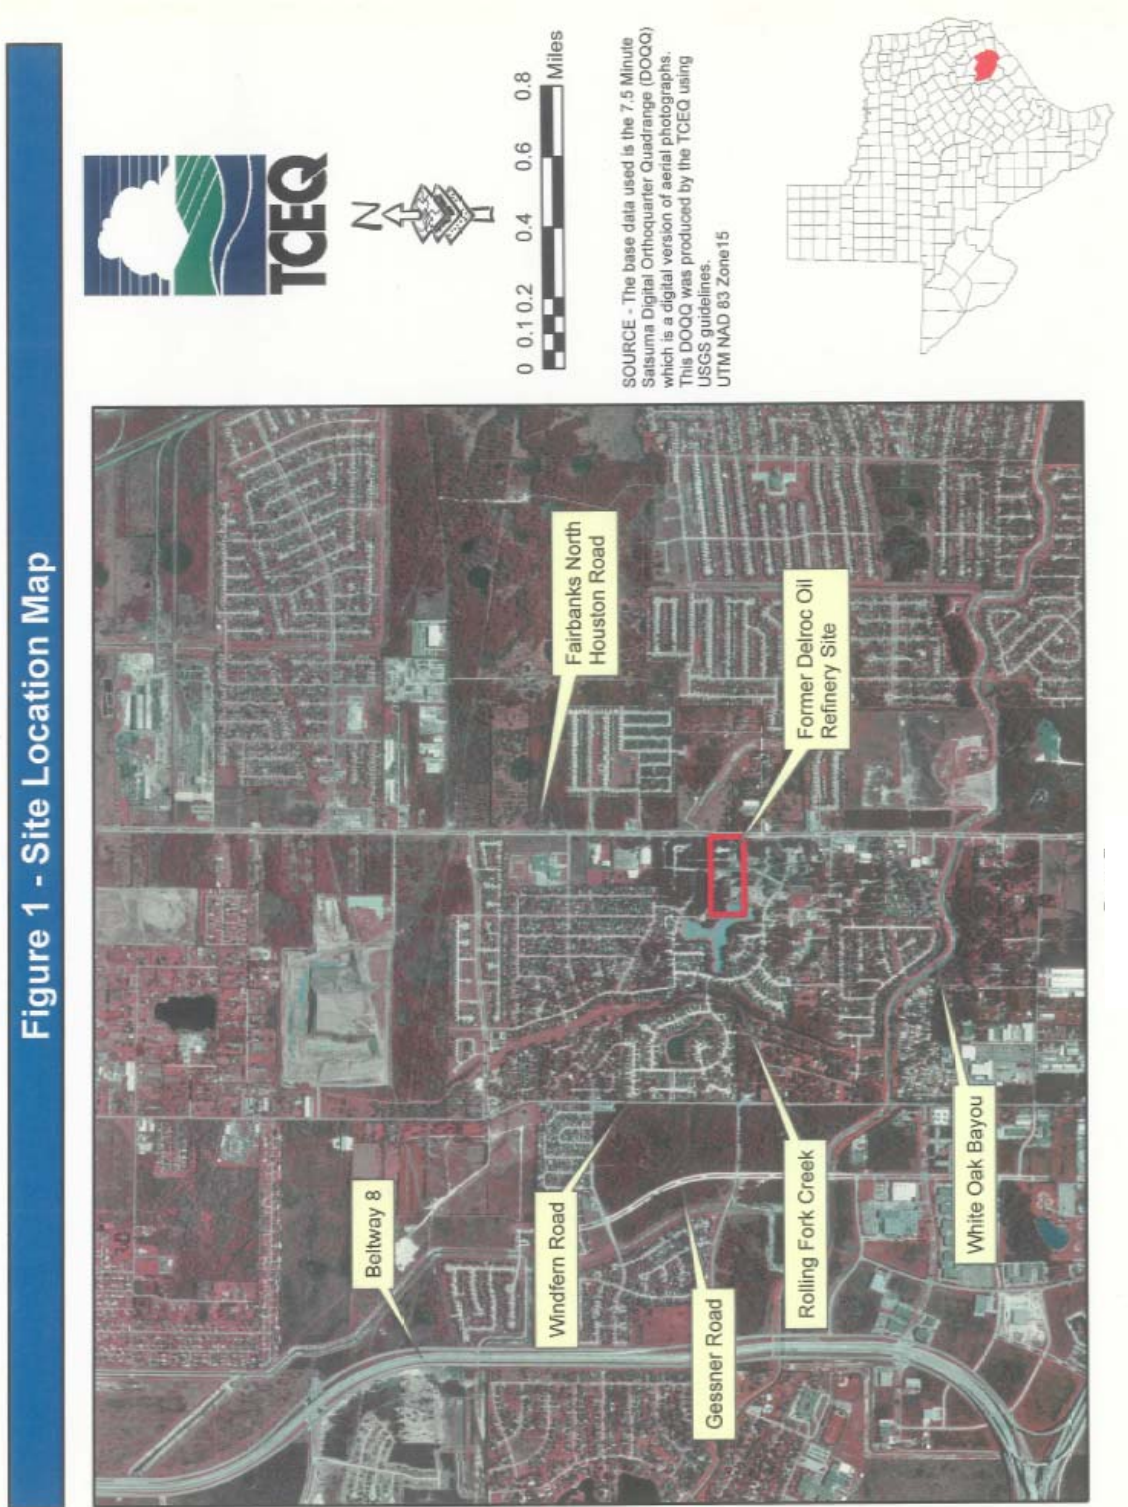 Figure 1 - Site Location Map
TCEQ
N
0 0.1 0.2 0.4 0.6 0.8
Miles
SOURCE - The base data used is the 7.5 Minute
Satsuma Digital Orthoquarter Quadrange (DOQQ)
which is a digital version of aerial photographs.
This DOQQ was produced by the TCEQ using
USGS guidelines.
UTM NAD 83 Zone15
Beltway 8
Windfern Road
Gessner Road
Rolling Fork Creek
White Oak Bayou
Fairbanks North
Houston Road
Former Delroc Oil
Refinery Site